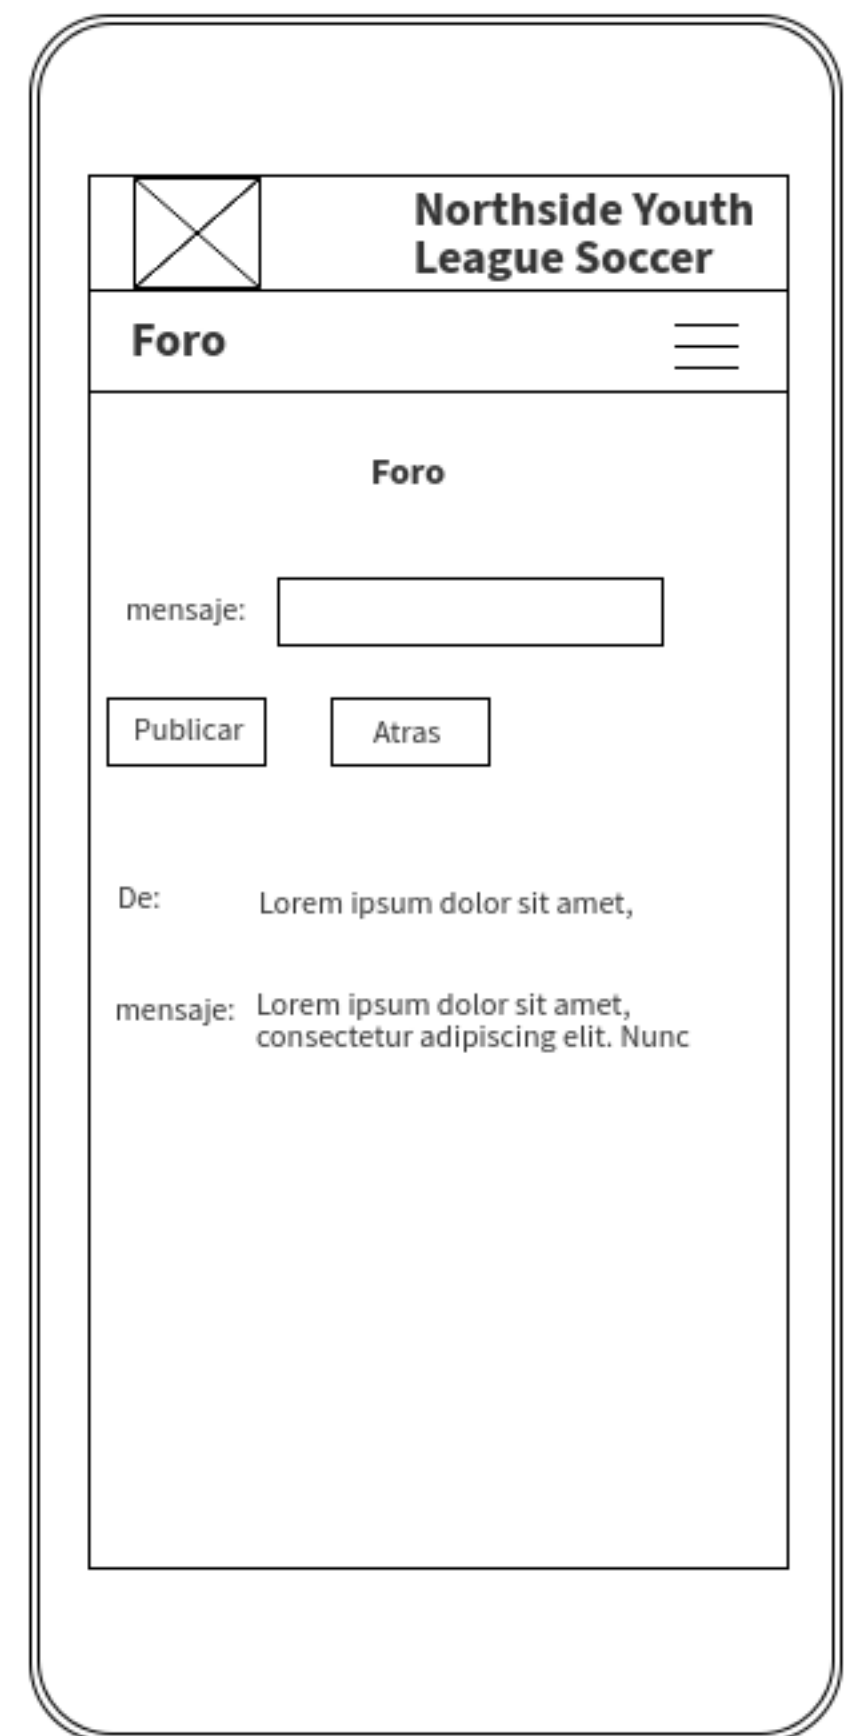 Northside Youth
League Soccer
Foro
Foro
mensaje:
Publicar
Atras
De:
Lorem ipsum dolor sit amet,
mensaje:
Lorem ipsum dolor sit amet,
consectetur adipiscing elit. Nunc